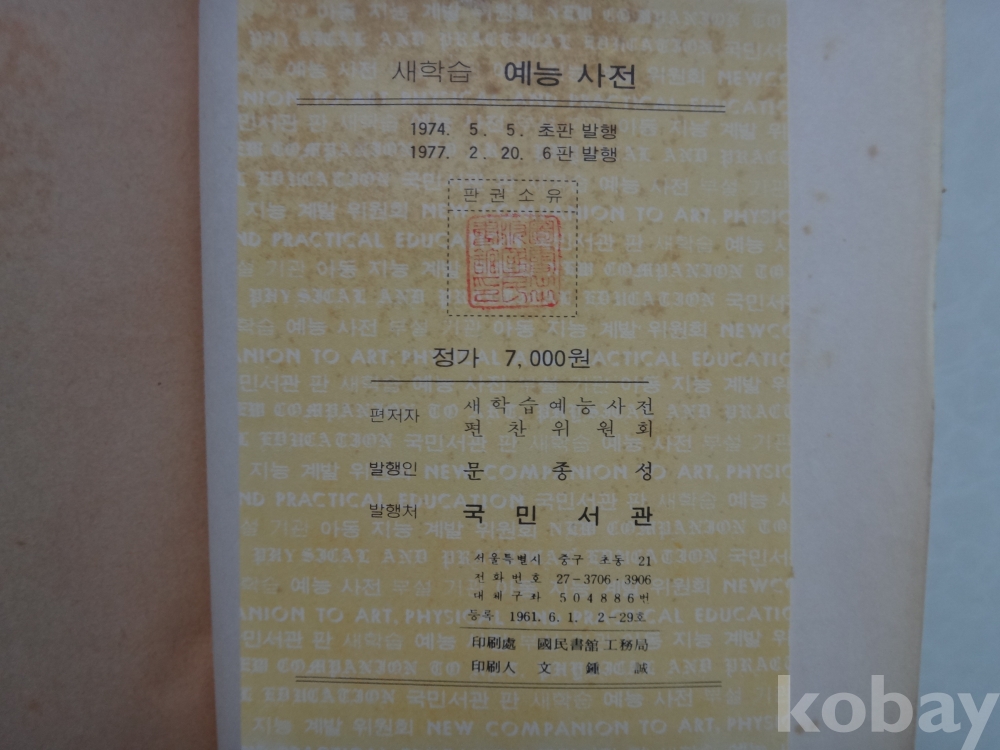 새학습 예능 사전
1974. 5. 5. 초판 발행
1977. 2. 20. 6판 발행
판권소유
정가 7,000원
편저자 새학습예능사전
편찬위원회
발행인 문종성
발행처 국민서관
서울특별시 중구 초동 21
전화번호 27-3706·3906
대체구좌 504886번
등록 1961. 6. 1. 2-29호
印刷處 國民書館 工務局
印刷人 文鍾誠
kobay